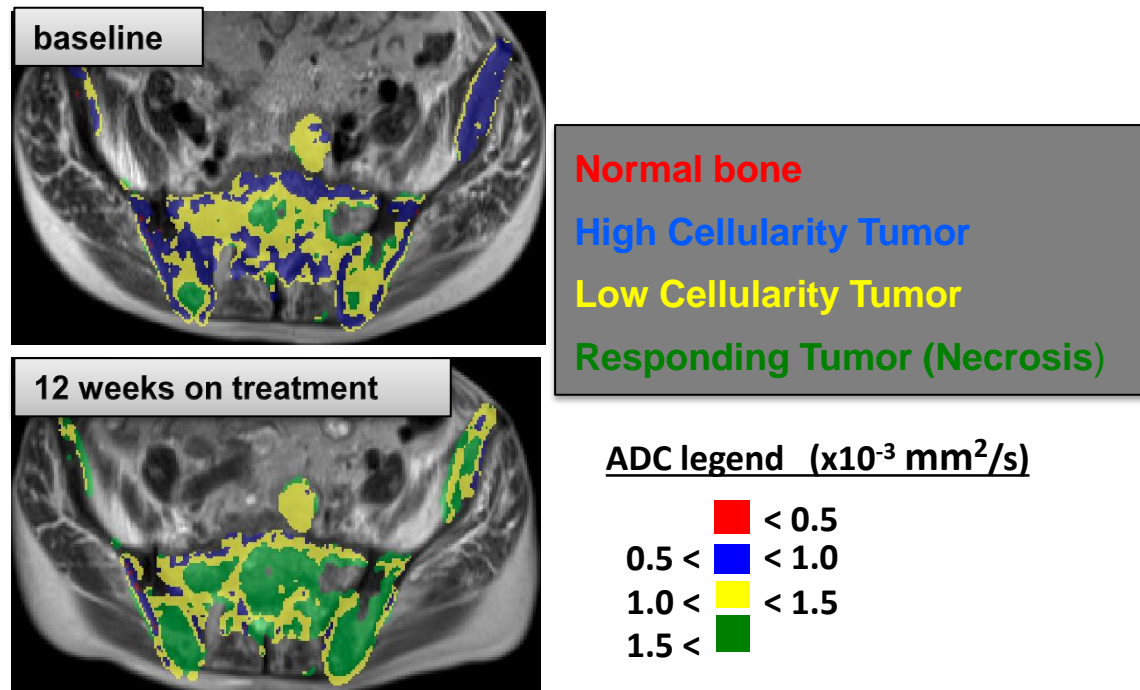 baseline
Normal bone
High Cellularity Tumor
Low Cellularity Tumor
Responding Tumor (Necrosis)
12 weeks on treatment
ADC legend (x10⁻³ mm²/s)
< 0.5
0.5 < < 1.0
1.0 < < 1.5
1.5 <